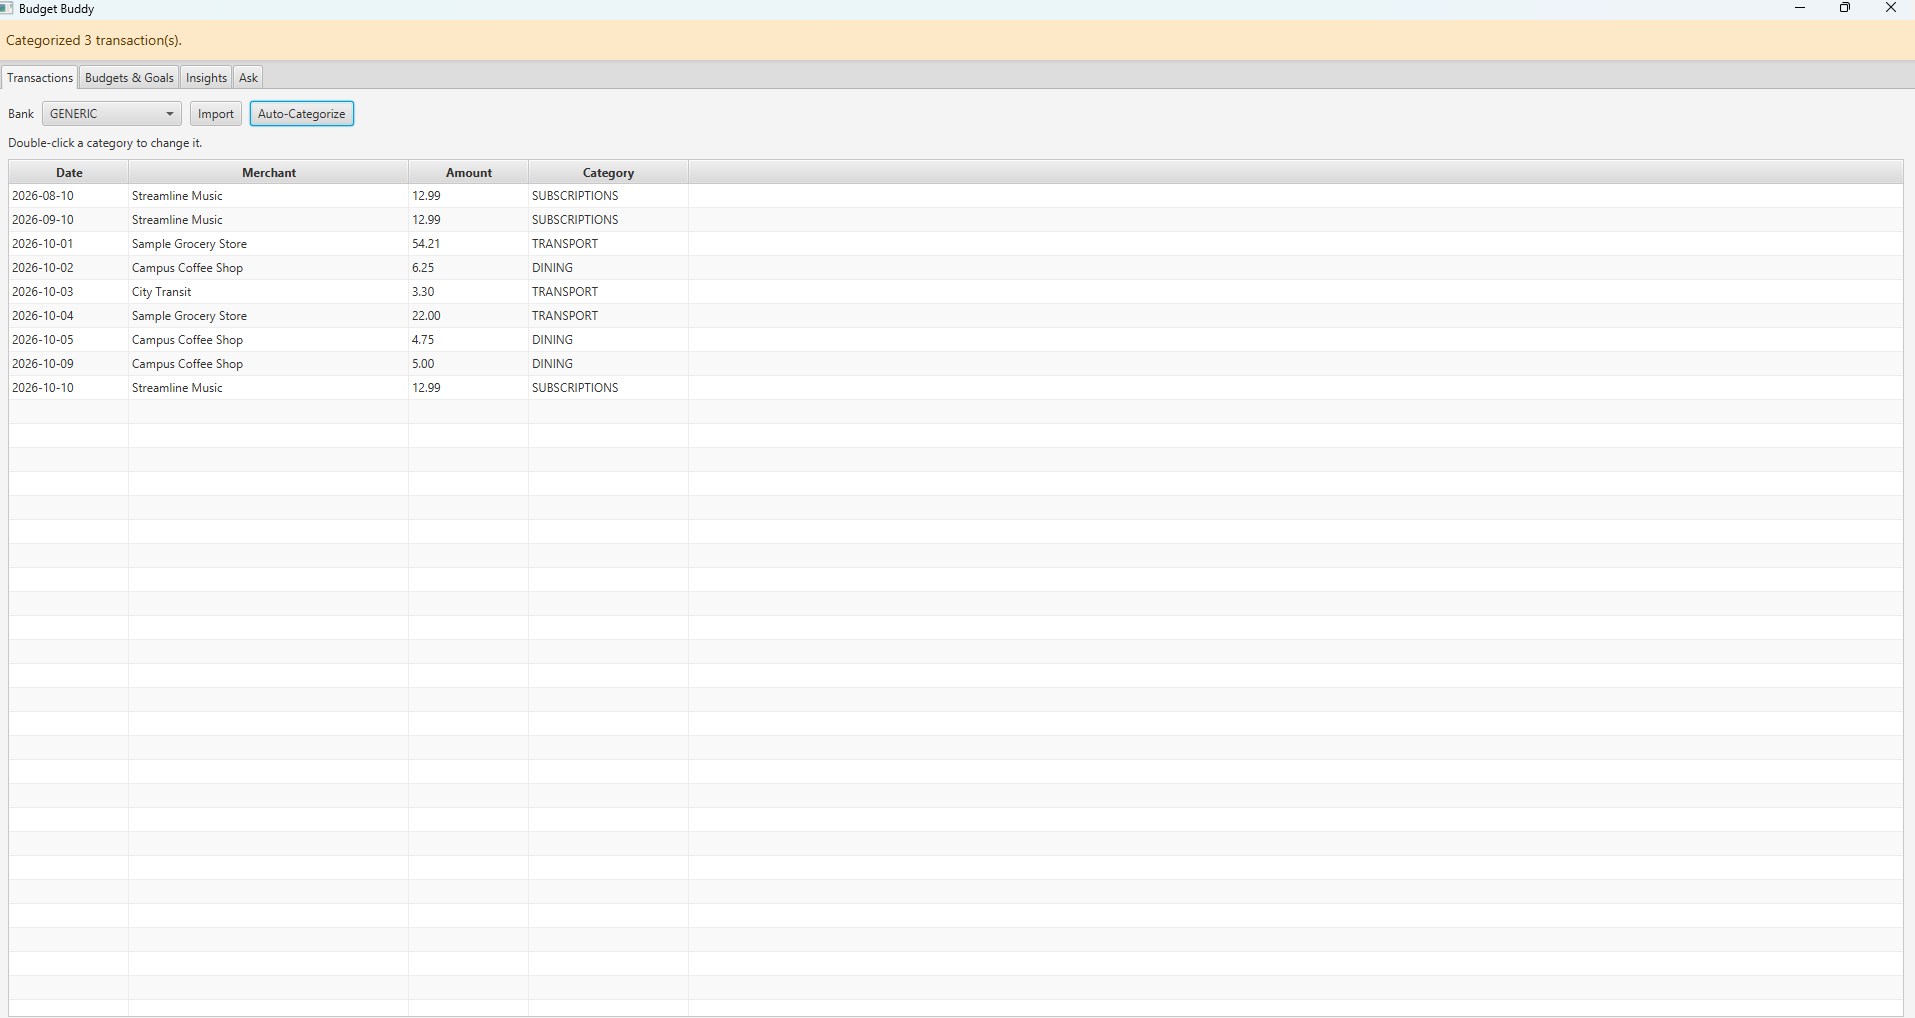 Budget Buddy
Categorized 3 transaction(s).
Transactions Budgets & Goals Insights Ask
Bank GENERIC Import Auto-Categorize
Double-click a category to change it.
Date Merchant Amount Category
2026-08-10 Streamline Music 12.99 SUBSCRIPTIONS
2026-09-10 Streamline Music 12.99 SUBSCRIPTIONS
2026-10-01 Sample Grocery Store 54.21 TRANSPORT
2026-10-02 Campus Coffee Shop 6.25 DINING
2026-10-03 City Transit 3.30 TRANSPORT
2026-10-04 Sample Grocery Store 22.00 TRANSPORT
2026-10-05 Campus Coffee Shop 4.75 DINING
2026-10-09 Campus Coffee Shop 5.00 DINING
2026-10-10 Streamline Music 12.99 SUBSCRIPTIONS